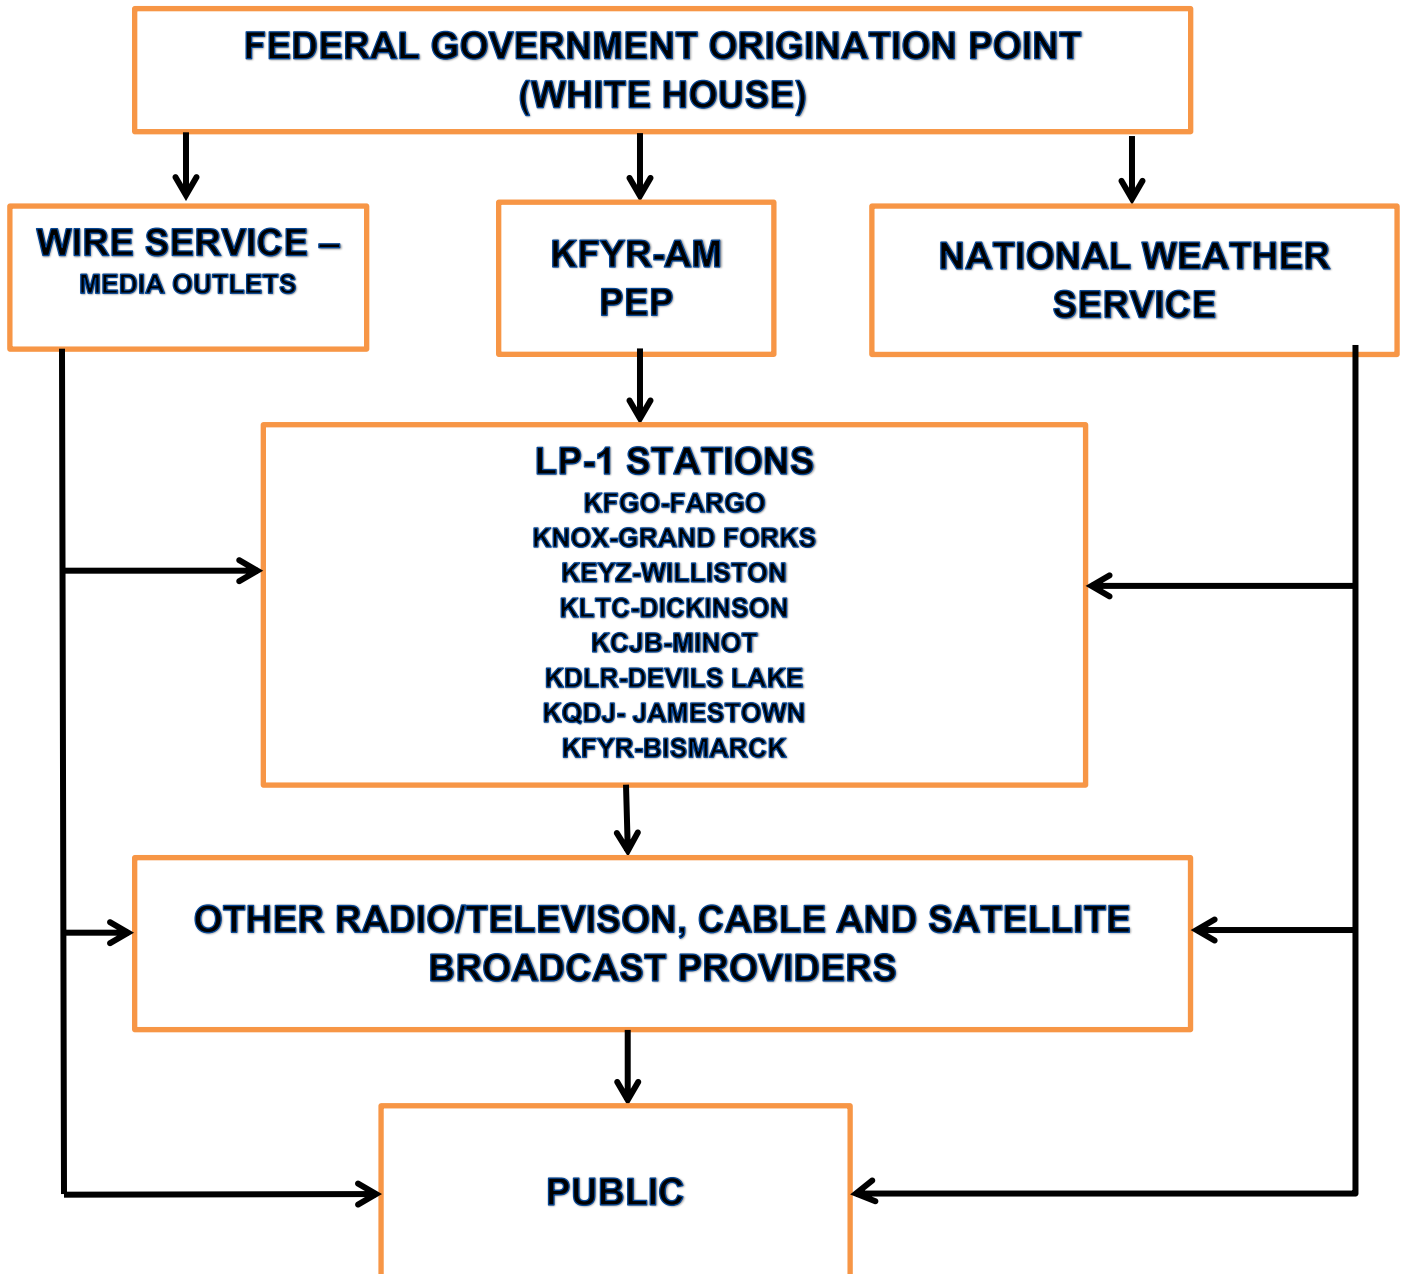 FEDERAL GOVERNMENT ORIGINATION POINT
(WHITE HOUSE)
WIRE SERVICE –
MEDIA OUTLETS
KFYR-AM
PEP
NATIONAL WEATHER
SERVICE
LP-1 STATIONS
KFGO-FARGO
KNOX-GRAND FORKS
KEYZ-WILLISTON
KLTC-DICKINSON
KCJB-MINOT
KDLR-DEVILS LAKE
KQDJ- JAMESTOWN
KFYR-BISMARCK
OTHER RADIO/TELEVISON, CABLE AND SATELLITE
BROADCAST PROVIDERS
PUBLIC